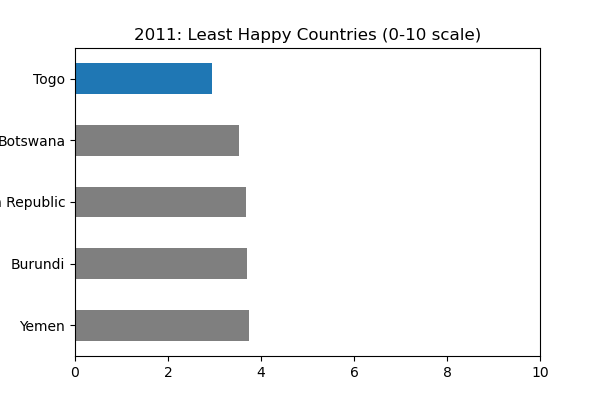 2011: Least Happy Countries (0-10 scale)
Togo
Botswana
Republic
Burundi
Yemen
0 2 4 6 8 10